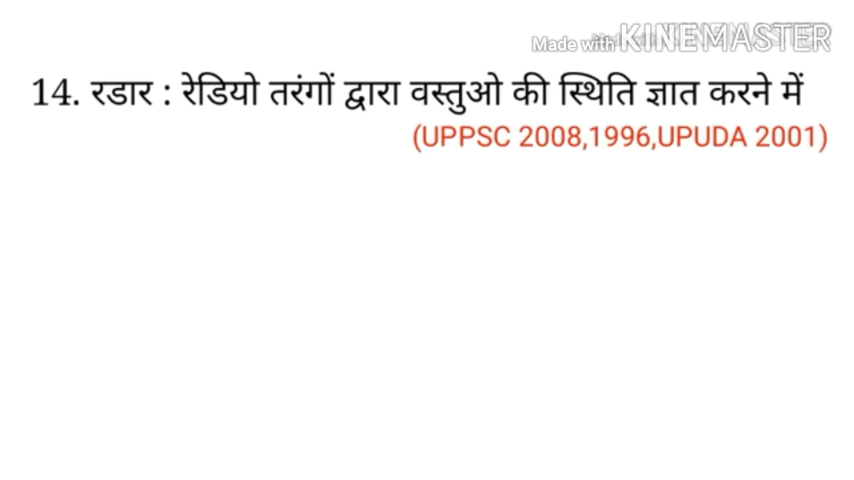 Made with KINEMASTER
14. रडार : रेडियो तरंगों द्वारा वस्तुओ की स्थिति ज्ञात करने में
(UPPSC 2008,1996,UPUDA 2001)